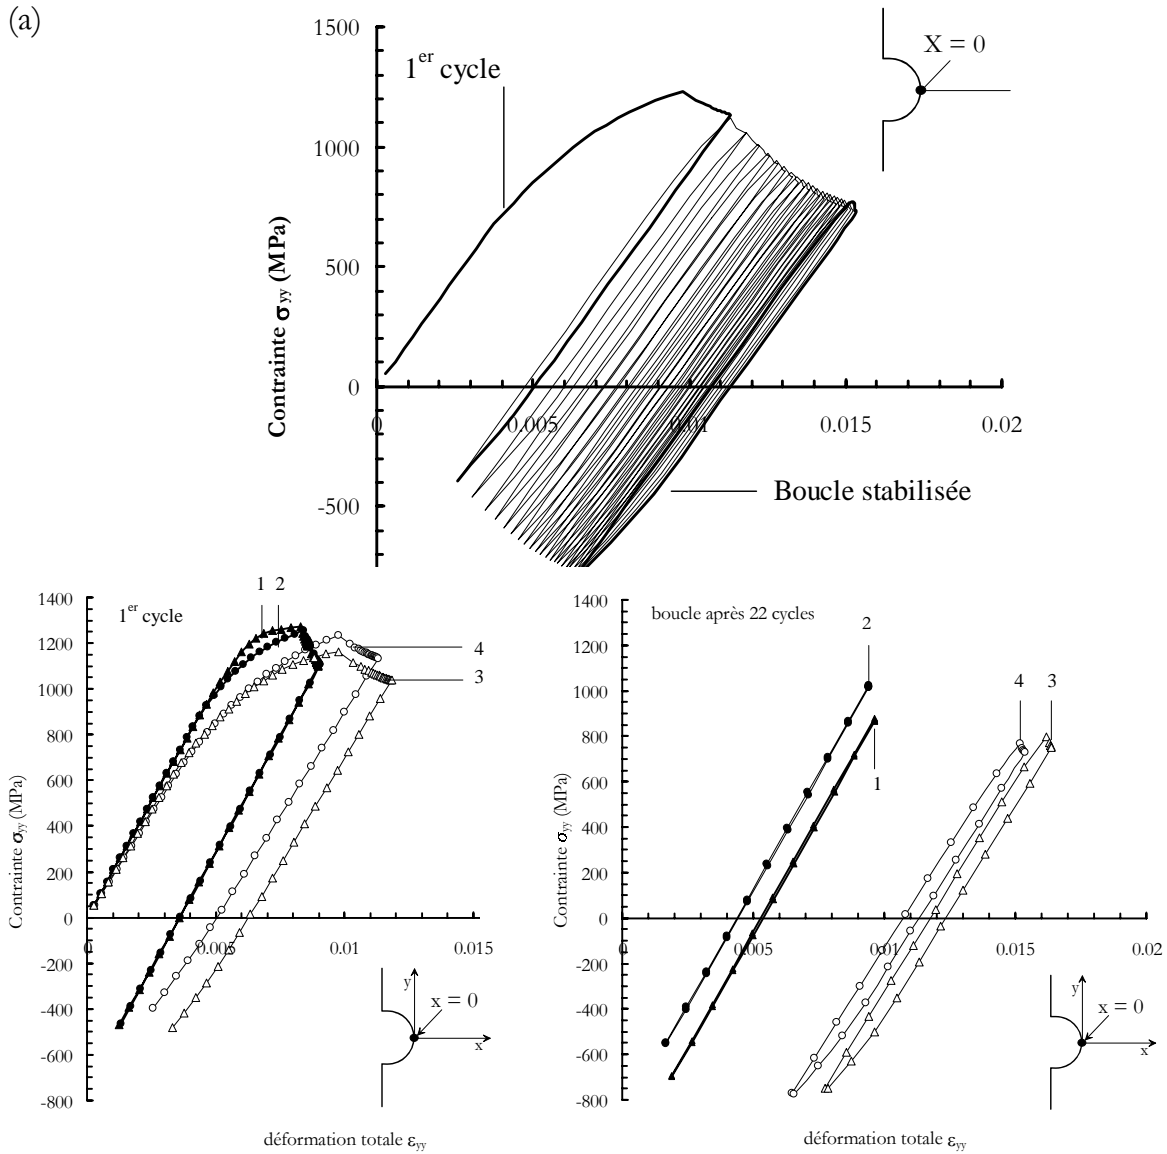 (a)
1500
1er cycle
X = 0
1000
Contrainte σyy (MPa)
500
0
0 0.005 0.01 0.015 0.02
-500
Boucle stabilisée
1 2
1400
1er cycle
1200
4
1000
3
800
600
400
200
0
0 0.005 0.01 0.015
-200
-400
-600
-800
Contrainte σyy (MPa)
y
x = 0
x
déformation totale εyy
1400
boucle après 22 cycles
1200
2
1000
4 3
800
1
600
400
200
0
0 0.005 0.01 0.015 0.02
-200
-400
-600
-800
Contrainte σyy (MPa)
y
x = 0
x
déformation totale εyy